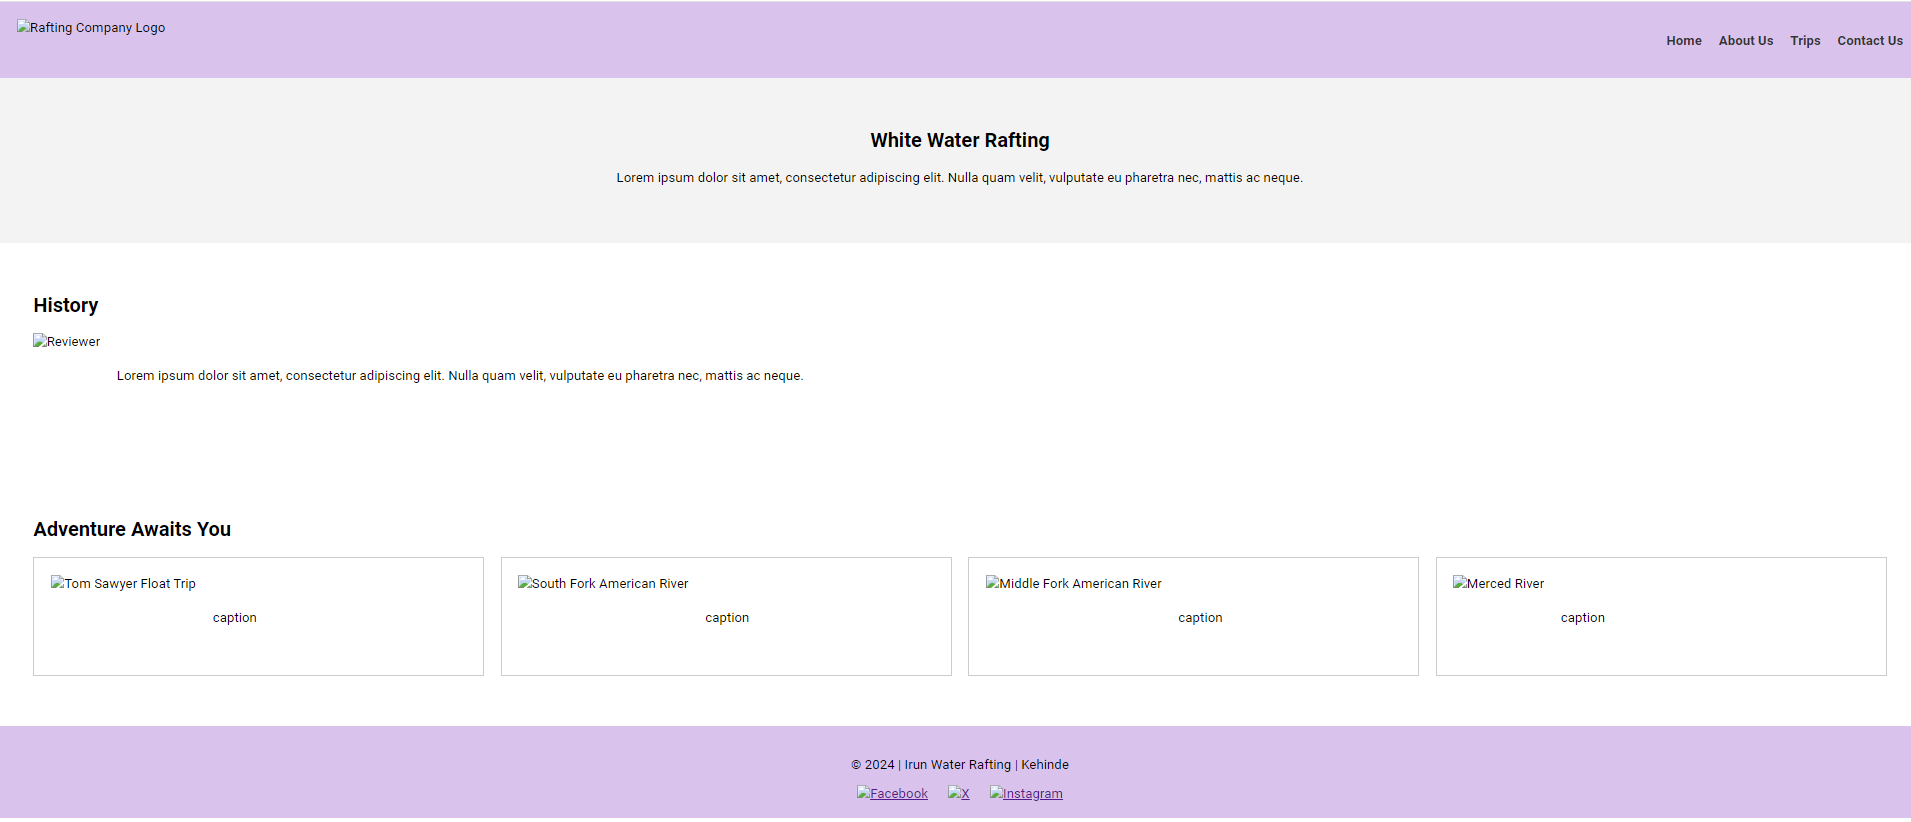 Rafting Company Logo
Home About Us Trips Contact Us
White Water Rafting
Lorem ipsum dolor sit amet, consectetur adipiscing elit. Nulla quam velit, vulputate eu pharetra nec, mattis ac neque.
History
Reviewer
Lorem ipsum dolor sit amet, consectetur adipiscing elit. Nulla quam velit, vulputate eu pharetra nec, mattis ac neque.
Adventure Awaits You
Tom Sawyer Float Trip
caption
South Fork American River
caption
Middle Fork American River
caption
Merced River
caption
© 2024 | Irun Water Rafting | Kehinde
Facebook X Instagram